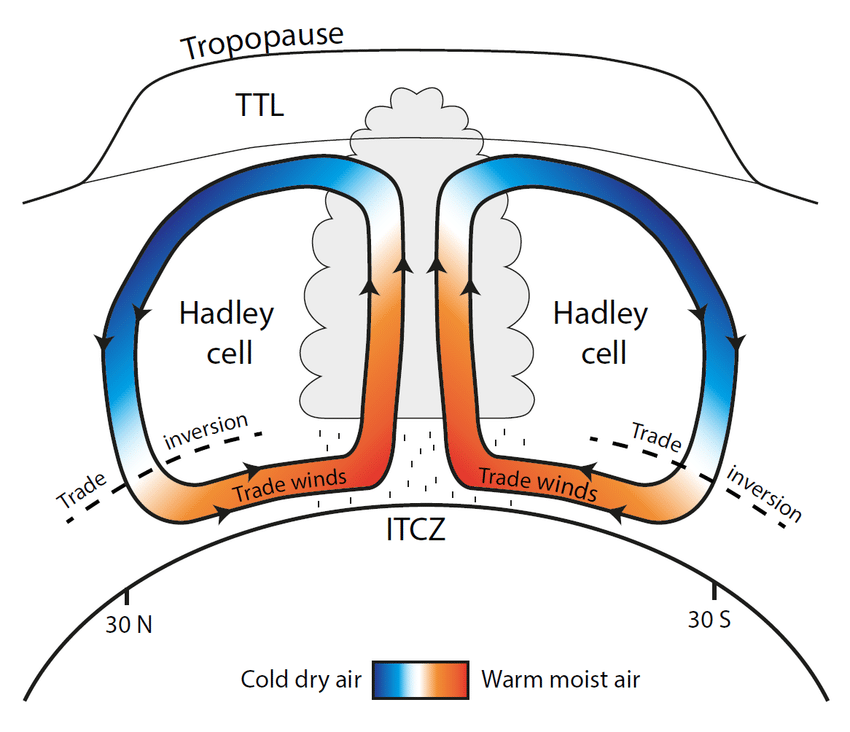 Tropopause
TTL
Hadley
cell
Hadley
cell
Trade inversion
Trade inversion
Trade winds
Trade winds
ITCZ
30 N
30 S
Cold dry air
Warm moist air